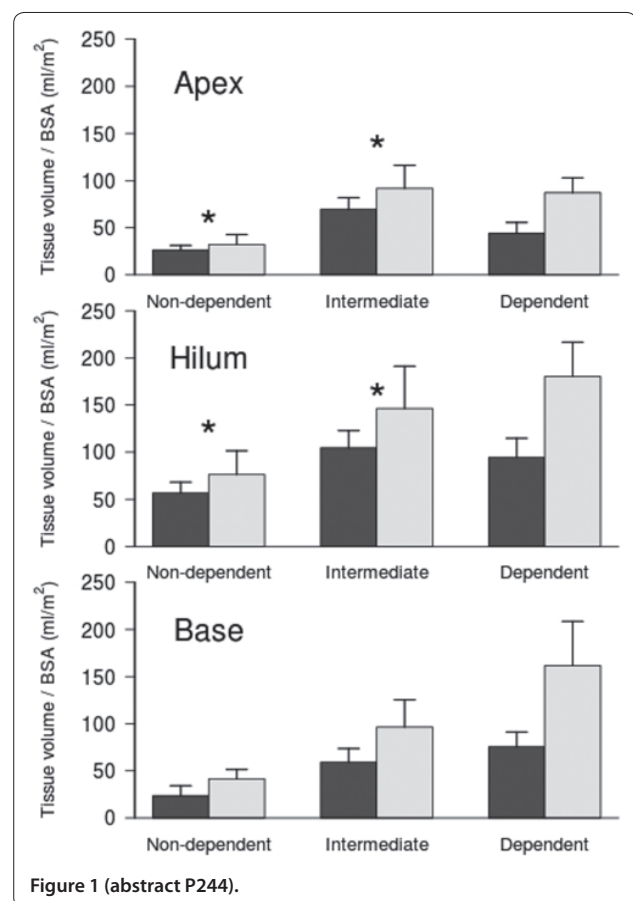 250
200
150
100
50
0
Tissue volume / BSA (ml/m²)
Apex
*
*
Non-dependent Intermediate Dependent
250
200
150
100
50
0
Tissue volume / BSA (ml/m²)
Hilum
*
*
Non-dependent Intermediate Dependent
250
200
150
100
50
0
Tissue volume / BSA (ml/m²)
Base
Non-dependent Intermediate Dependent
Figure 1 (abstract P244).